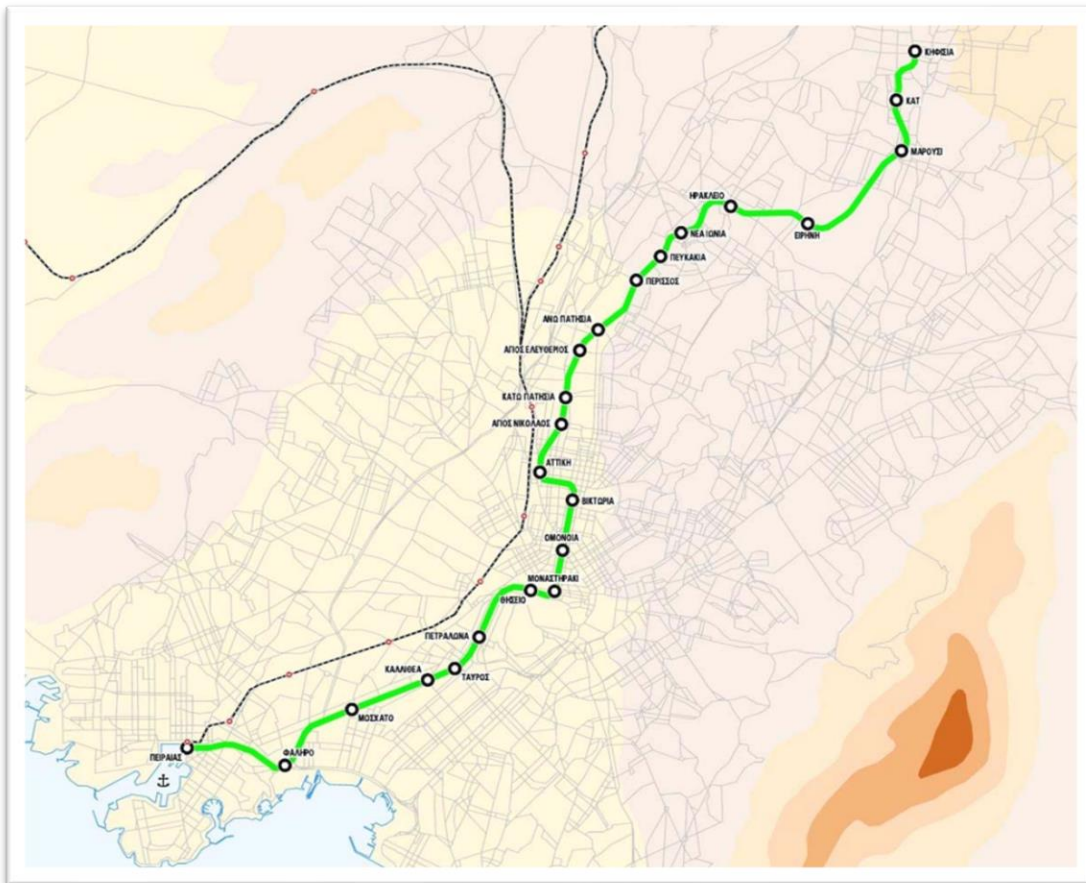 ΚΗΦΙΣΙΑ
ΚΑΤ
ΜΑΡΟΥΣΙ
ΗΡΑΚΛΕΙΟ
ΕΙΡΗΝΗ
ΝΕΑ ΙΩΝΙΑ
ΠΕΥΚΑΚΙΑ
ΠΕΡΙΣΣΟΣ
ΑΝΩ ΠΑΤΗΣΙΑ
ΑΓΙΟΣ ΕΛΕΥΘΕΡΙΟΣ
ΚΑΤΩ ΠΑΤΗΣΙΑ
ΑΓΙΟΣ ΝΙΚΟΛΑΟΣ
ΑΤΤΙΚΗ
ΒΙΚΤΩΡΙΑ
ΟΜΟΝΟΙΑ
ΜΟΝΑΣΤΗΡΑΚΙ
ΘΗΣΕΙΟ
ΠΕΤΡΑΛΩΝΑ
ΚΑΛΛΙΘΕΑ
ΤΑΥΡΟΣ
ΜΟΣΧΑΤΟ
ΦΑΛΗΡΟ
ΠΕΙΡΑΙΑΣ